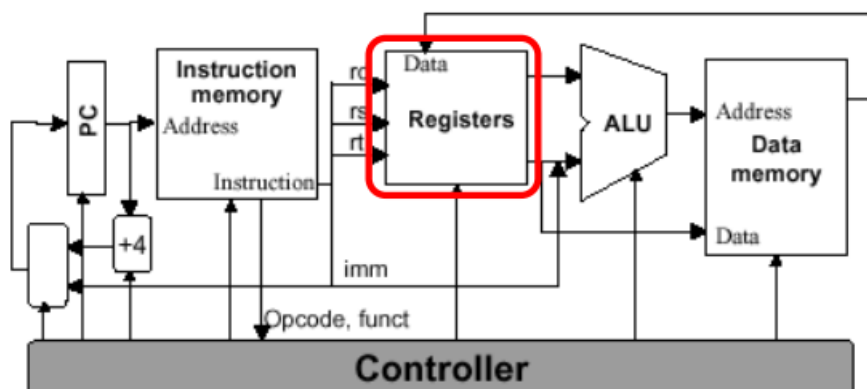 Instruction
memory
Address
Instruction
PC
+4
rd
rs
rt
Data
Registers
ALU
Address
Data
memory
Data
imm
Opcode, funct
Controller